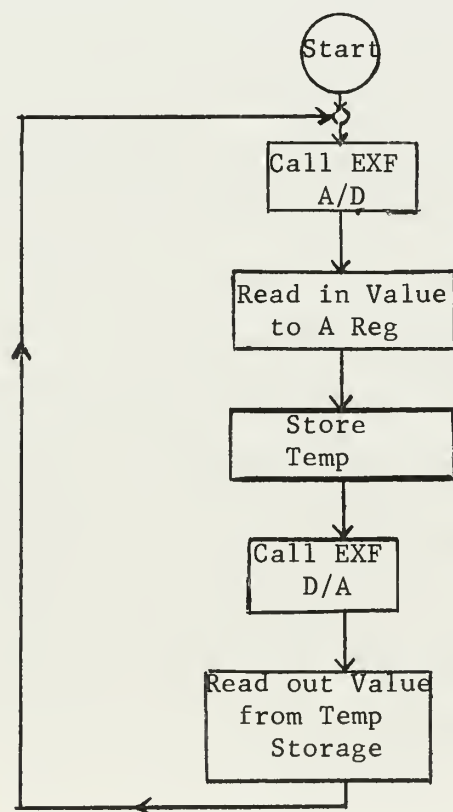 Start
Call EXF
A/D
Read in Value
to A Reg
Store
Temp
Call EXF
D/A
Read out Value
from Temp
Storage